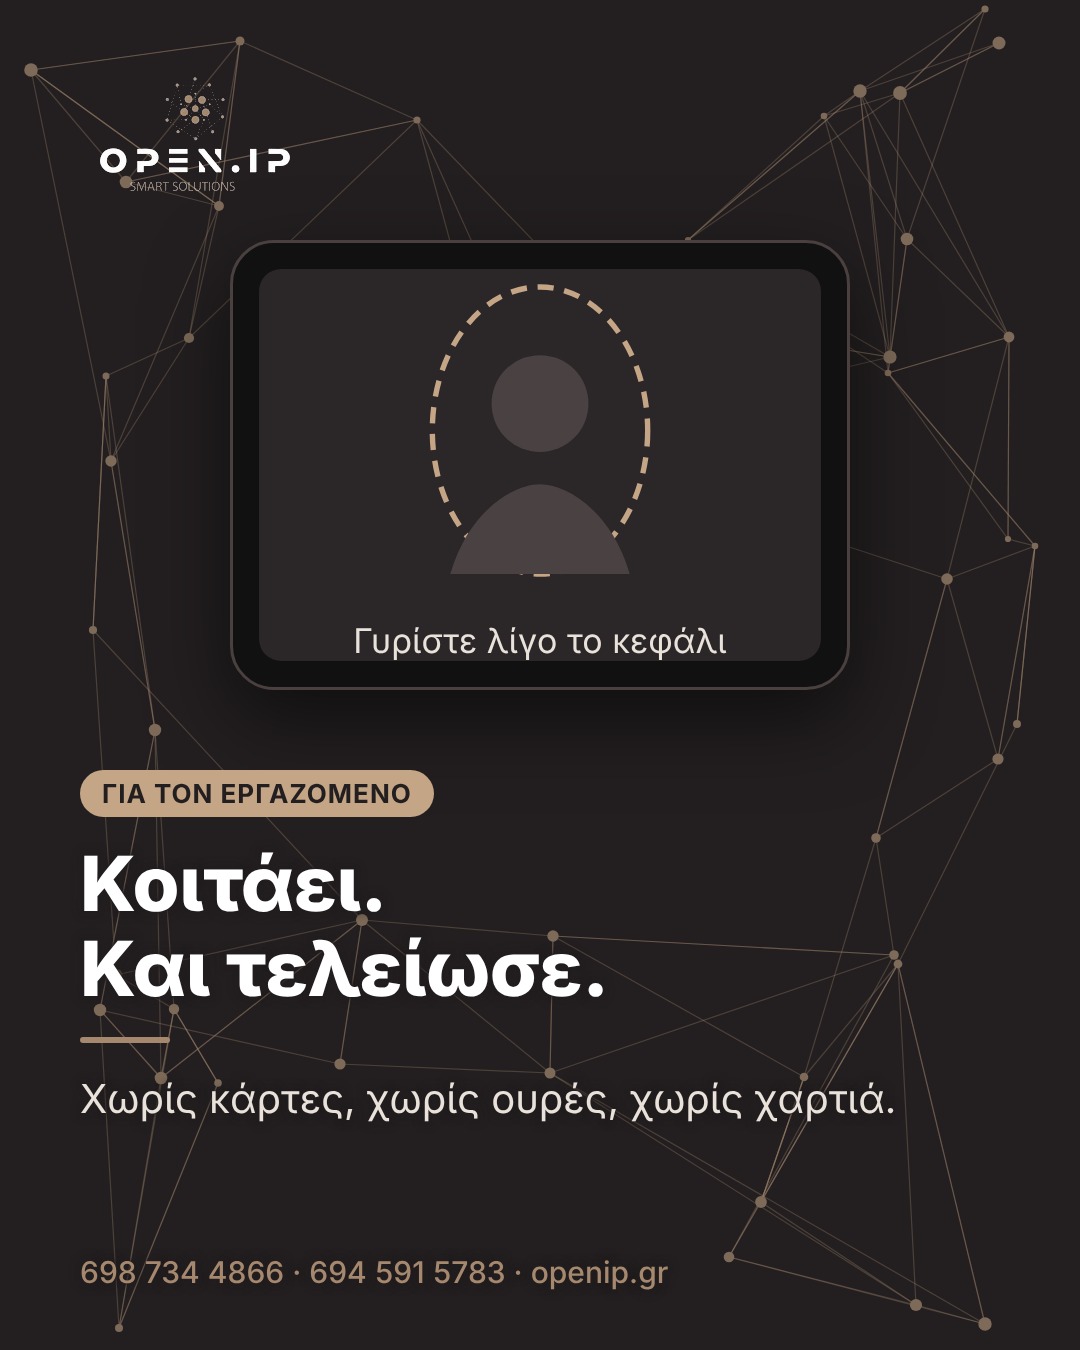 OPEN.IP
SMART SOLUTIONS
Γυρίστε λίγο το κεφάλι
ΓΙΑ ΤΟΝ ΕΡΓΑΖΟΜΕΝΟ
Κοιτάει.
Και τελείωσε.
Χωρίς κάρτες, χωρίς ουρές, χωρίς χαρτιά.
698 734 4866 · 694 591 5783 · openip.gr